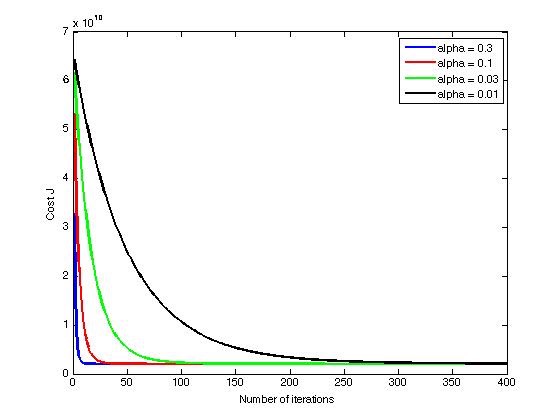 x 10^10
7
6
5
4
3
2
1
0
Cost J
alpha = 0.3
alpha = 0.1
alpha = 0.03
alpha = 0.01
0 50 100 150 200 250 300 350 400
Number of iterations